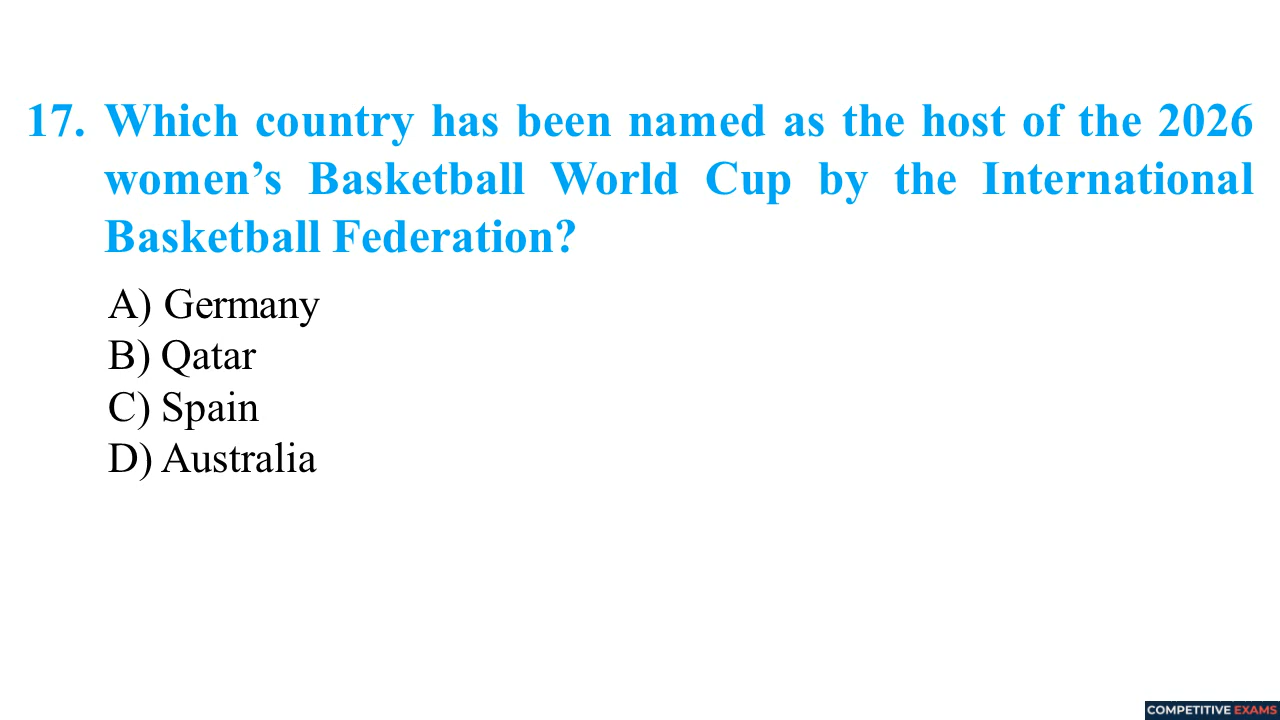 17. Which country has been named as the host of the 2026
women’s Basketball World Cup by the International
Basketball Federation?
A) Germany
B) Qatar
C) Spain
D) Australia
COMPETITIVE EXAMS